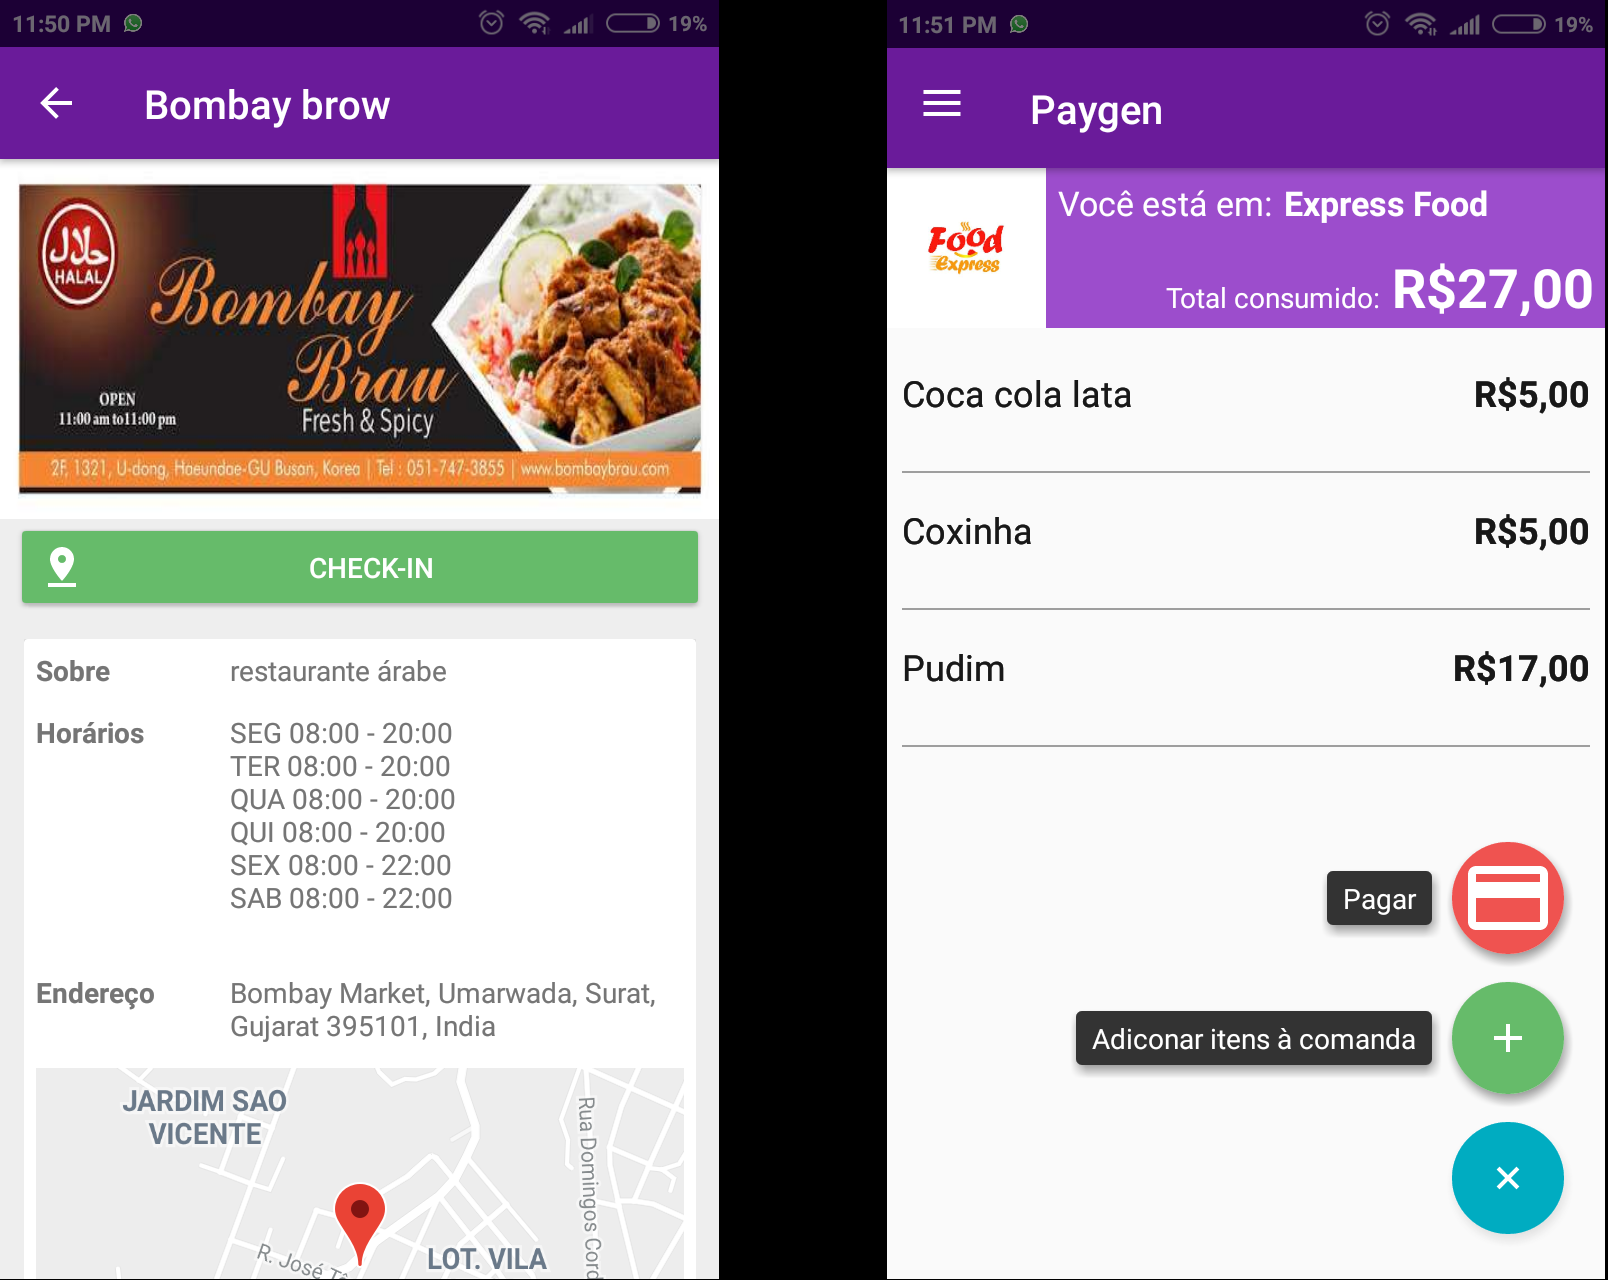 11:50 PM
19%
Bombay brow
حلال
HALAL
Bombay
Brau
Fresh & Spicy
OPEN
11:00 am to11:00 pm
2F, 1321, U-dong, Haeundae-GU Busan, Korea | Tel : 051-747-3855 | www.bombaybrau.com
CHECK-IN
Sobre
restaurante árabe
Horários
SEG 08:00 - 20:00
TER 08:00 - 20:00
QUA 08:00 - 20:00
QUI 08:00 - 20:00
SEX 08:00 - 22:00
SAB 08:00 - 22:00
Endereço
Bombay Market, Umarwada, Surat,
Gujarat 395101, India
JARDIM SAO
VICENTE
Rua Domingos Cord
R. José
LOT. VILA
11:51 PM
19%
Paygen
Food
Express
Você está em: Express Food
Total consumido: R$27,00
Coca cola lata R$5,00
Coxinha R$5,00
Pudim R$17,00
Pagar
Adiconar itens à comanda